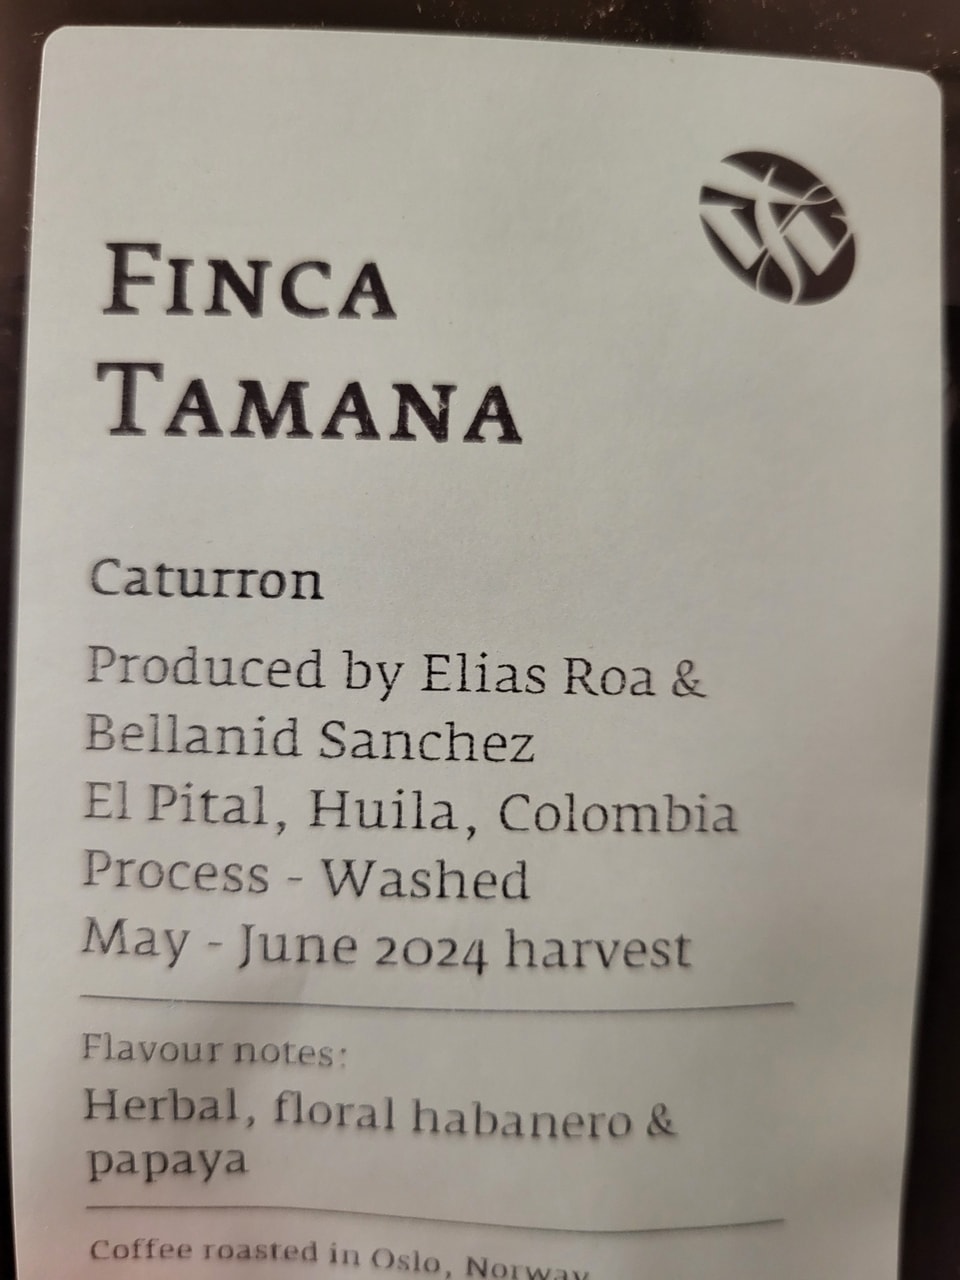 FINCA
TAMANA
Caturron
Produced by Elias Roa &
Bellanid Sanchez
El Pital, Huila, Colombia
Process - Washed
May - June 2024 harvest
Flavour notes:
Herbal, floral habanero &
papaya
Coffee roasted in Oslo, Norway